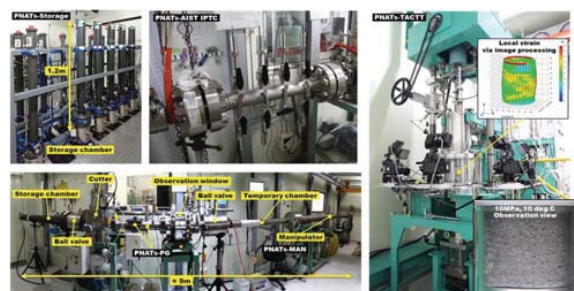 PNATs-Storage
1.2m
Storage chamber
PNATs-AIST IPTC
PNATs-TACTT
Local strain
via image processing
10MPa, 10 deg C
Observation view
Cutter
Observation window
Storage chamber
Ball valve
Temporary chamber
Ball valve
PNATs-PG
PNATs-MAN
Manipulator
≈ 9m